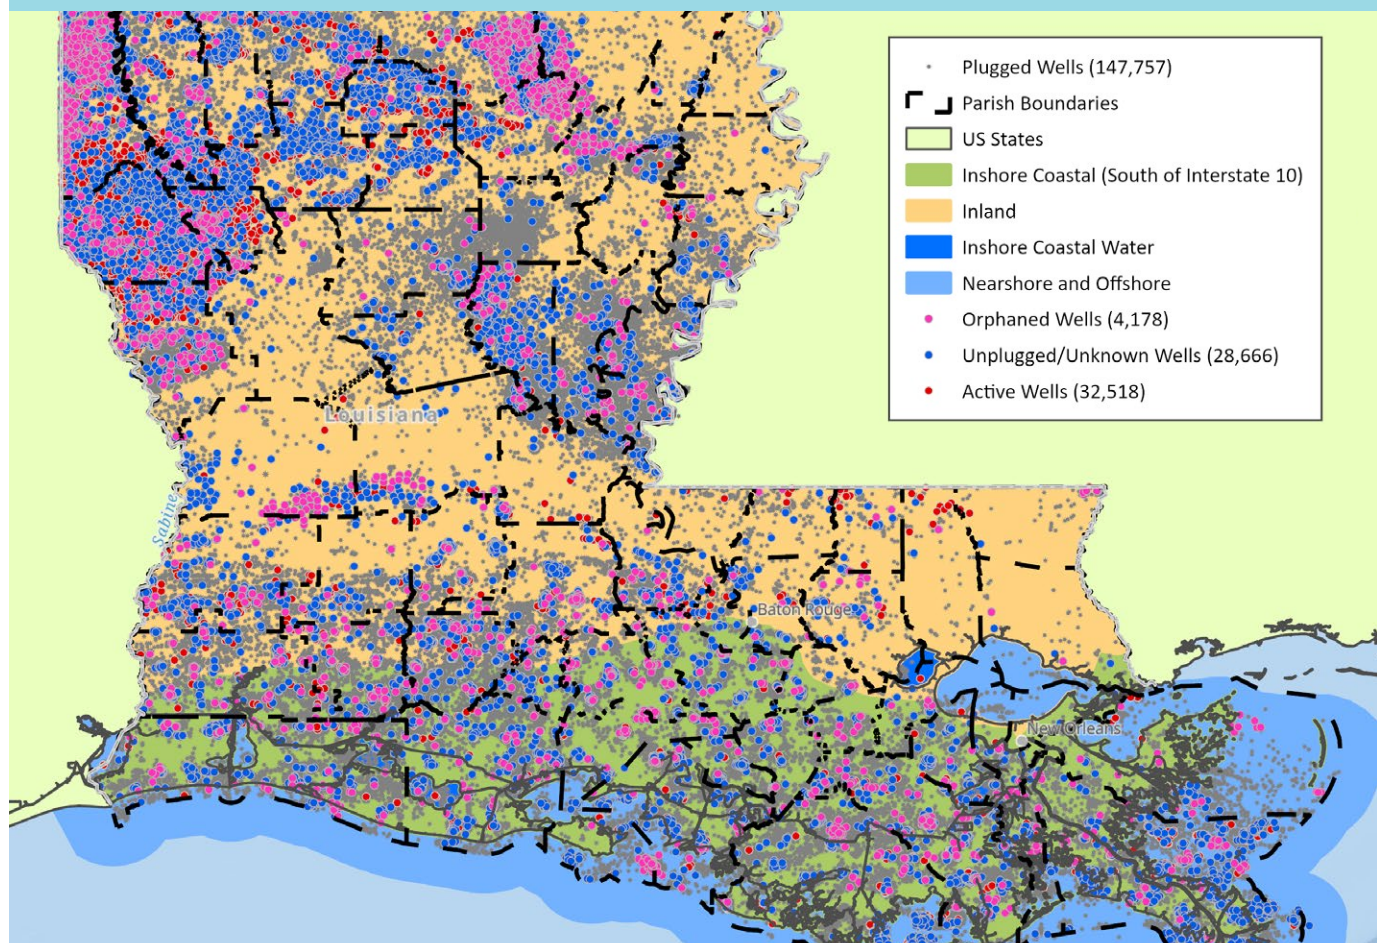 Plugged Wells (147,757)
Parish Boundaries
US States
Inshore Coastal (South of Interstate 10)
Inland
Inshore Coastal Water
Nearshore and Offshore
Orphaned Wells (4,178)
Unplugged/Unknown Wells (28,666)
Active Wells (32,518)
Louisiana
Sabine
Baton Rouge
New Orleans